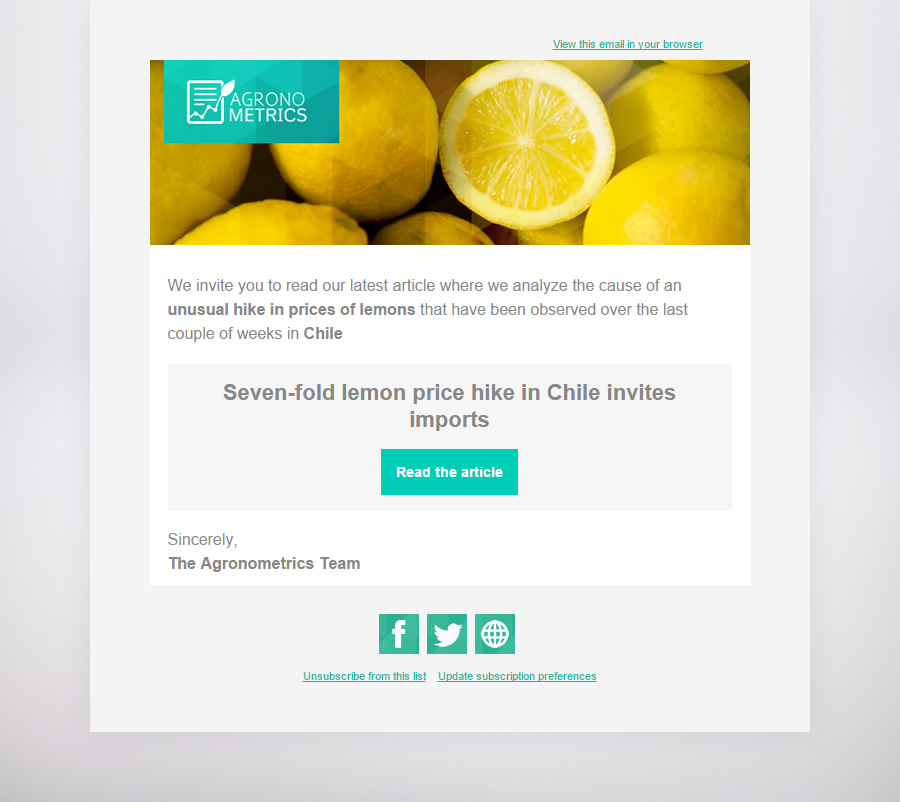 View this email in your browser
AGRONO
METRICS
We invite you to read our latest article where we analyze the cause of an
unusual hike in prices of lemons that have been observed over the last
couple of weeks in Chile
Seven-fold lemon price hike in Chile invites
imports
Read the article
Sincerely,
The Agronometrics Team
Unsubscribe from this list Update subscription preferences